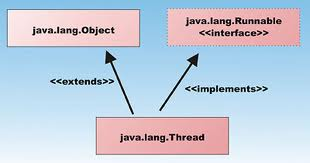 java.lang.Object
java.lang.Runnable
<<interface>>
<<extends>>
<<implements>>
java.lang.Thread